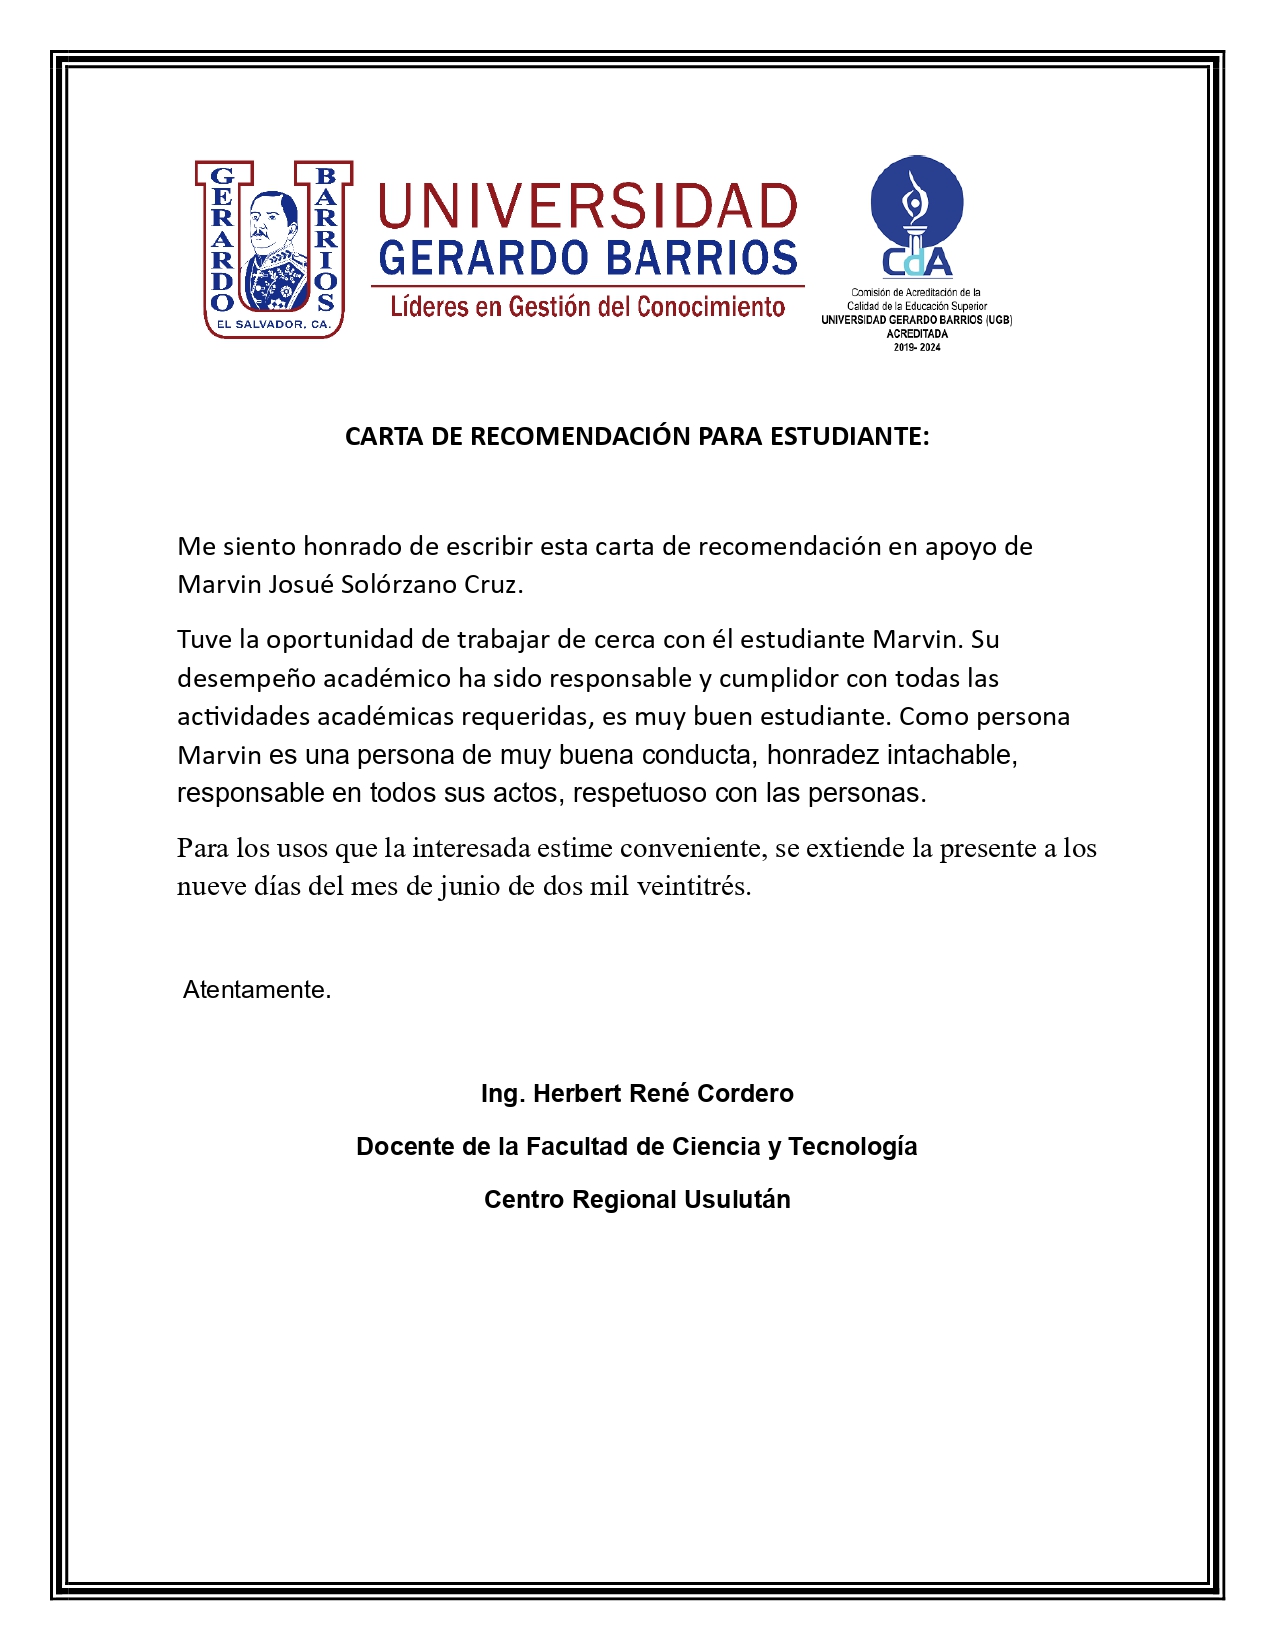 GERARDO
BARRIOS
EL SALVADOR, CA.
UNIVERSIDAD
GERARDO BARRIOS
Líderes en Gestión del Conocimiento
CdA
Comisión de Acreditación de la
Calidad de la Educación Superior
UNIVERSIDAD GERARDO BARRIOS (UGB)
ACREDITADA
2019- 2024
CARTA DE RECOMENDACIÓN PARA ESTUDIANTE:
Me siento honrado de escribir esta carta de recomendación en apoyo de
Marvin Josué Solórzano Cruz.
Tuve la oportunidad de trabajar de cerca con él estudiante Marvin. Su
desempeño académico ha sido responsable y cumplidor con todas las
actividades académicas requeridas, es muy buen estudiante. Como persona
Marvin es una persona de muy buena conducta, honradez intachable,
responsable en todos sus actos, respetuoso con las personas.
Para los usos que la interesada estime conveniente, se extiende la presente a los
nueve días del mes de junio de dos mil veintitrés.
Atentamente.
Ing. Herbert René Cordero
Docente de la Facultad de Ciencia y Tecnología
Centro Regional Usulután